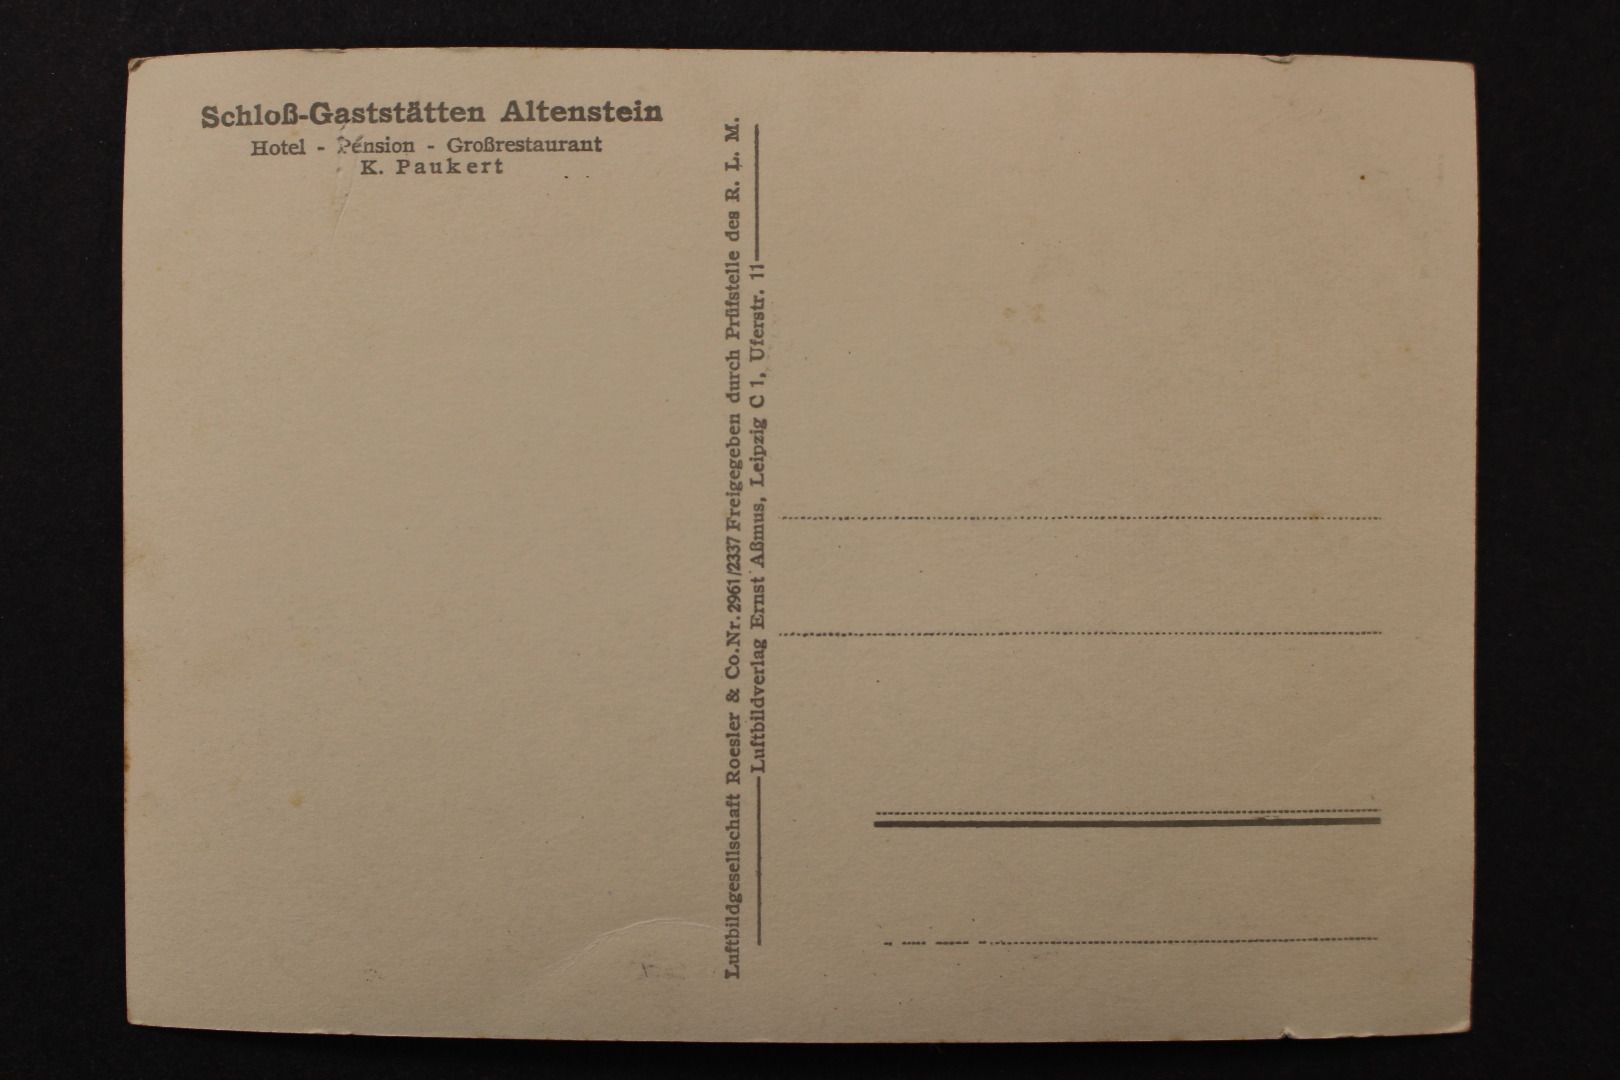 Schloß-Gaststätten Altenstein
Hotel - Pension - Großrestaurant
K. Paukert
Luftbildgesellschaft Roesler & Co. Nr. 2961/2337 Freigegeben durch Prüfstelle des R. L. M.
Luftbildverlag Ernst Aßmus, Leipzig C 1, Uferstr. 11